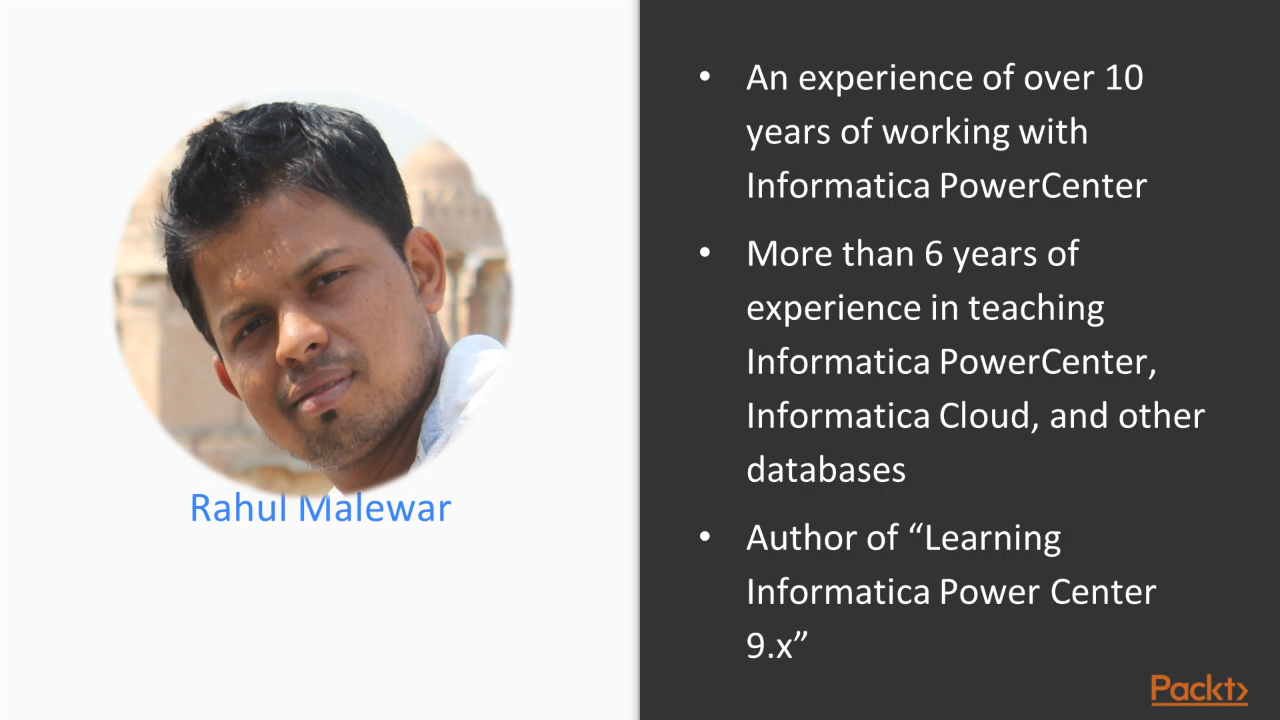 Rahul Malewar
• An experience of over 10
years of working with
Informatica PowerCenter
• More than 6 years of
experience in teaching
Informatica PowerCenter,
Informatica Cloud, and other
databases
• Author of “Learning
Informatica Power Center
9.x”
Packt›